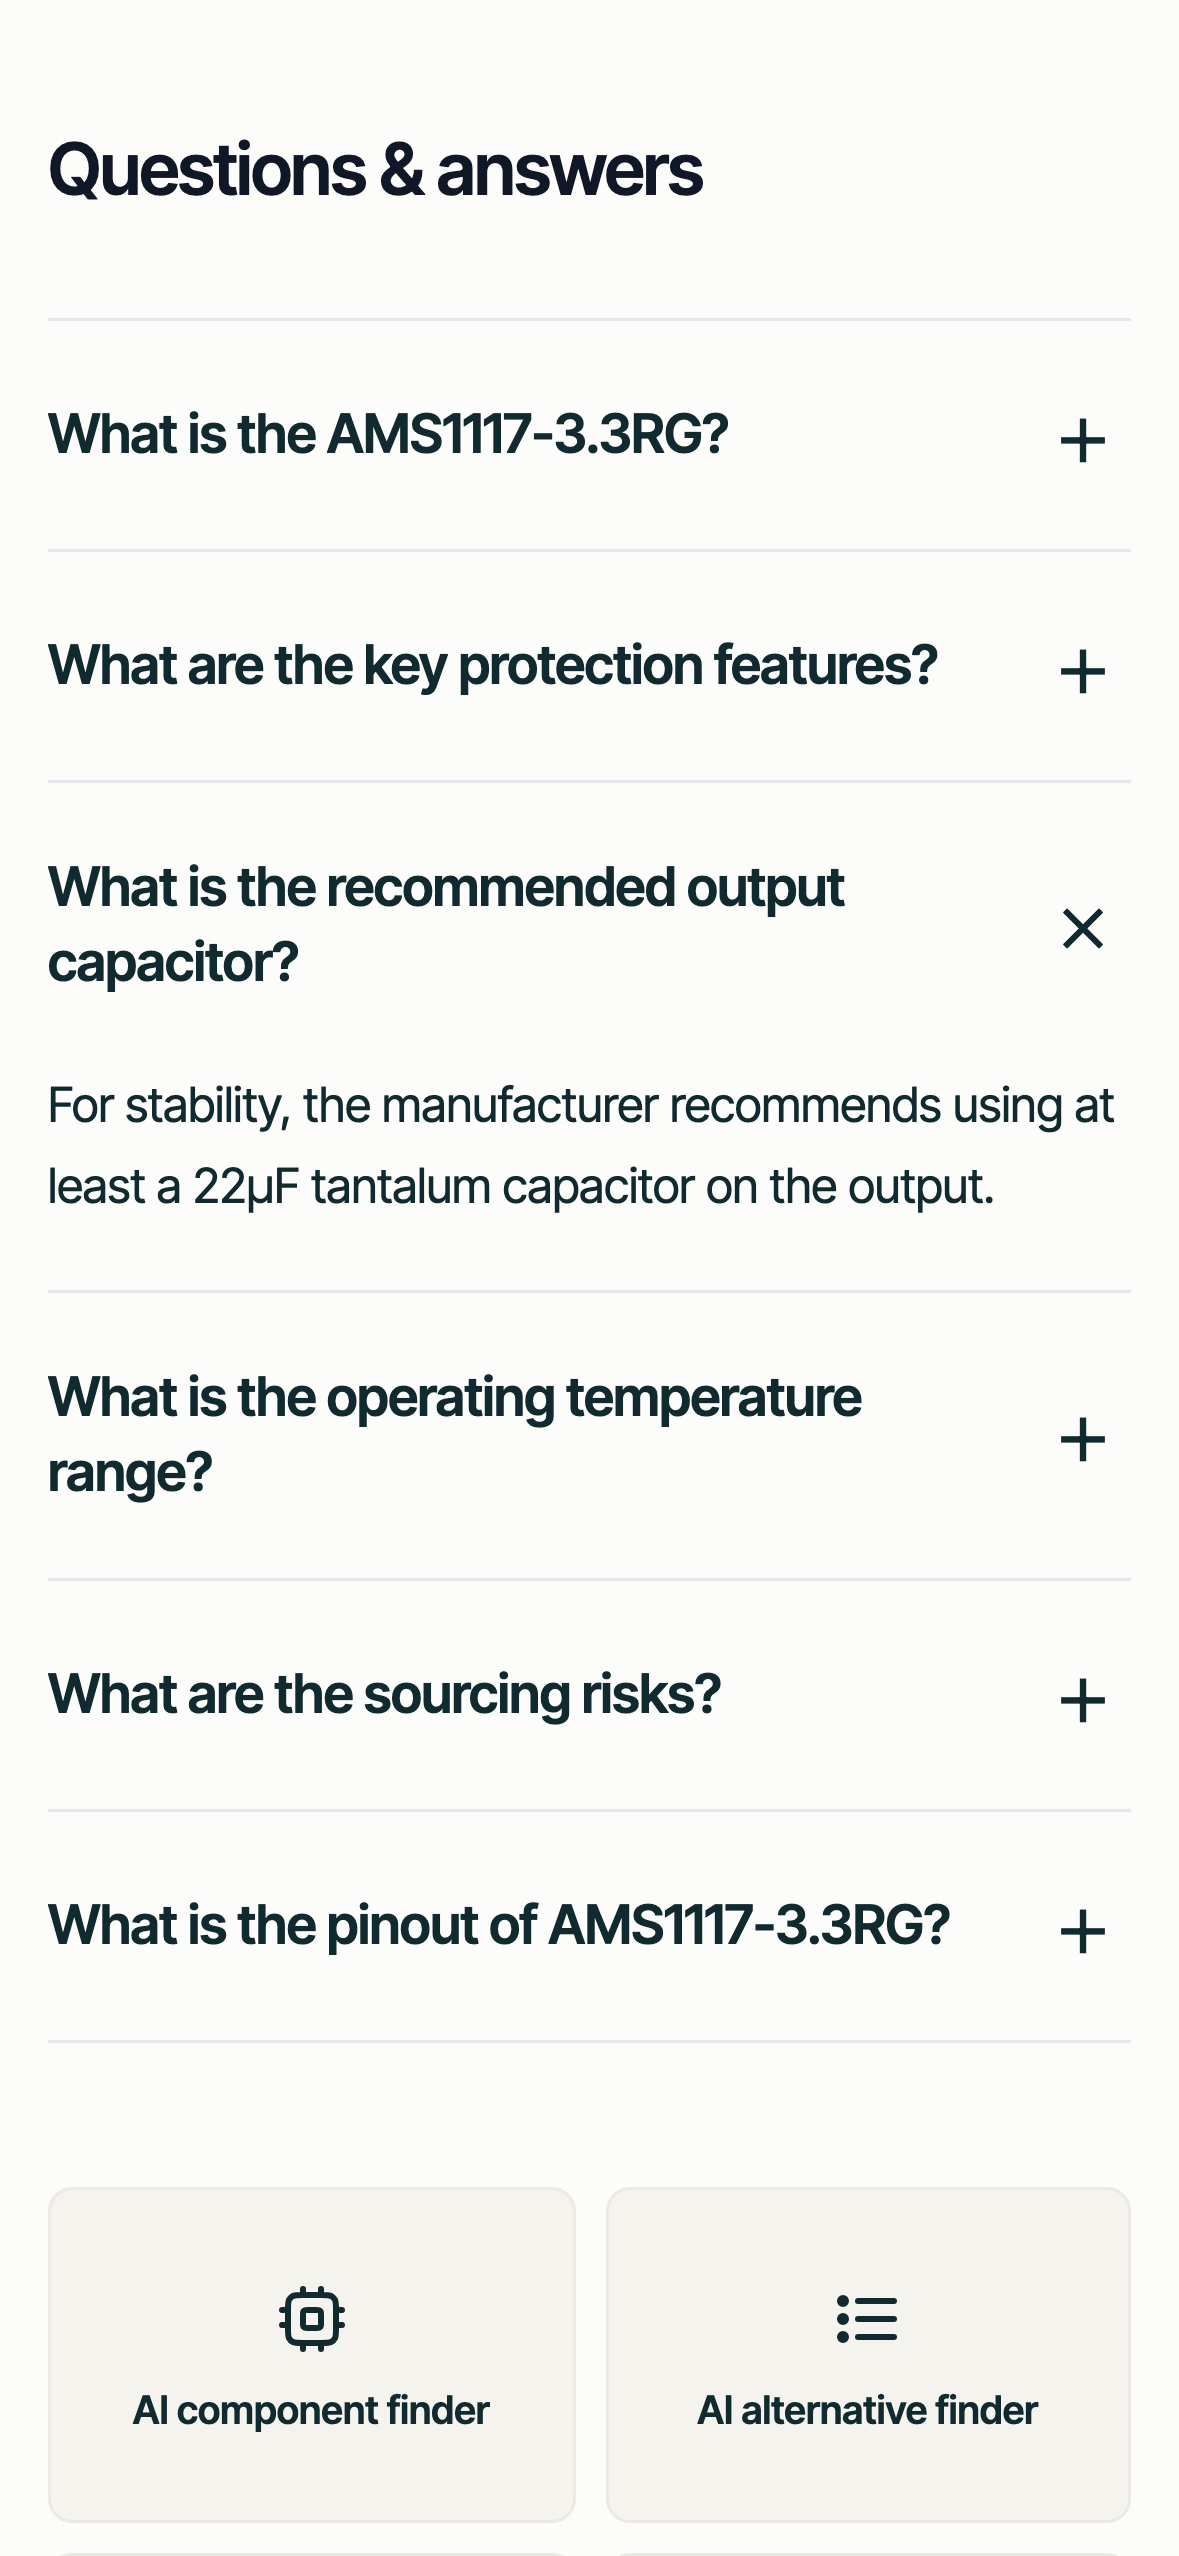 Questions & answers
What is the AMS1117-3.3RG?
What are the key protection features?
What is the recommended output
capacitor?
For stability, the manufacturer recommends using at
least a 22µF tantalum capacitor on the output.
What is the operating temperature
range?
What are the sourcing risks?
What is the pinout of AMS1117-3.3RG?
AI component finder
AI alternative finder